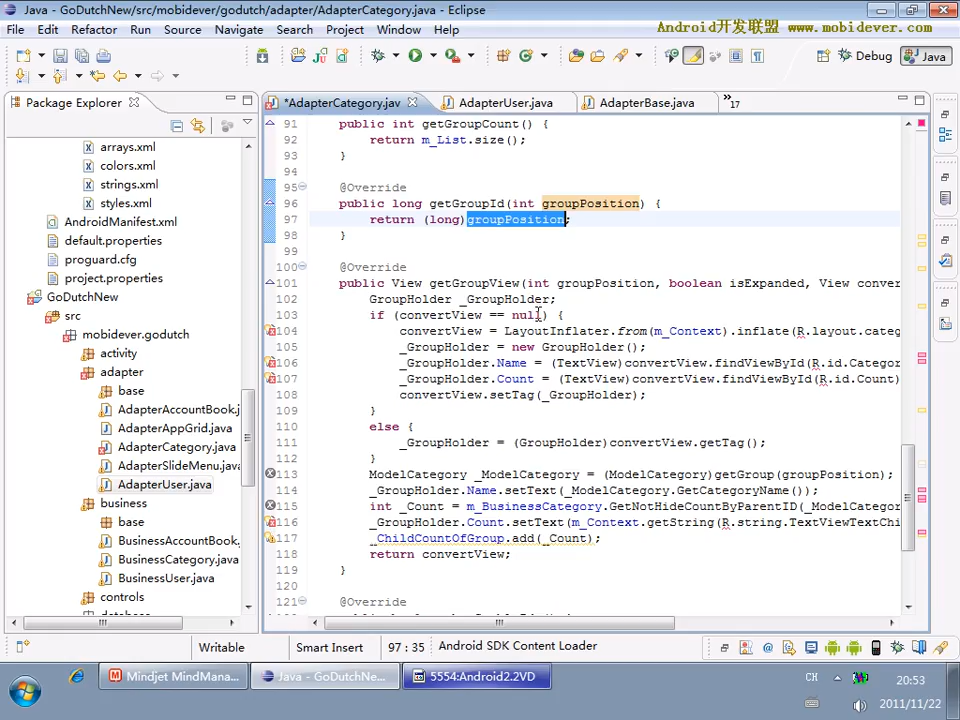 Java - GoDutchNew/src/mobidever/godutch/adapter/AdapterCategory.java - Eclipse
File Edit Refactor Run Source Navigate Search Project Window Help
Android开发联盟 www.mobidever.com
Debug Java
Package Explorer
*AdapterCategory.jav AdapterUser.java AdapterBase.java »17
arrays.xml
colors.xml
strings.xml
styles.xml
AndroidManifest.xml
default.properties
proguard.cfg
project.properties
GoDutchNew
src
mobidever.godutch
activity
adapter
base
AdapterAccountBook.j
AdapterAppGrid.java
AdapterCategory.java
AdapterSlideMenu.java
AdapterUser.java
business
base
BusinessAccountBook.
BusinessCategory.java
BusinessUser.java
controls
91 public int getGroupCount() {
92 return m_List.size();
93 }
94
95 @Override
96 public long getGroupId(int groupPosition) {
97 return (long)groupPosition;
98 }
99
100 @Override
101 public View getGroupView(int groupPosition, boolean isExpanded, View conver
102 GroupHolder _GroupHolder;
103 if (convertView == null) {
104 convertView = LayoutInflater.from(m_Context).inflate(R.layout.categ
105 _GroupHolder = new GroupHolder();
106 _GroupHolder.Name = (TextView)convertView.findViewById(R.id.Categor
107 _GroupHolder.Count = (TextView)convertView.findViewById(R.id.Count)
108 convertView.setTag(_GroupHolder);
109 }
110 else {
111 _GroupHolder = (GroupHolder)convertView.getTag();
112 }
113 ModelCategory _ModelCategory = (ModelCategory)getGroup(groupPosition);
114 _GroupHolder.Name.setText(_ModelCategory.GetCategoryName());
115 int _Count = m_BusinessCategory.GetNotHideCountByParentID(_ModelCategor
116 _GroupHolder.Count.setText(m_Context.getString(R.string.TextViewTextChi
117 _ChildCountOfGroup.add(_Count);
118 return convertView;
119 }
120
121 @Override
Writable Smart Insert 97 : 35 Android SDK Content Loader
Mindjet MindMana... Java - GoDutchNe... 5554:Android2.2VD CH 20:53
2011/11/22